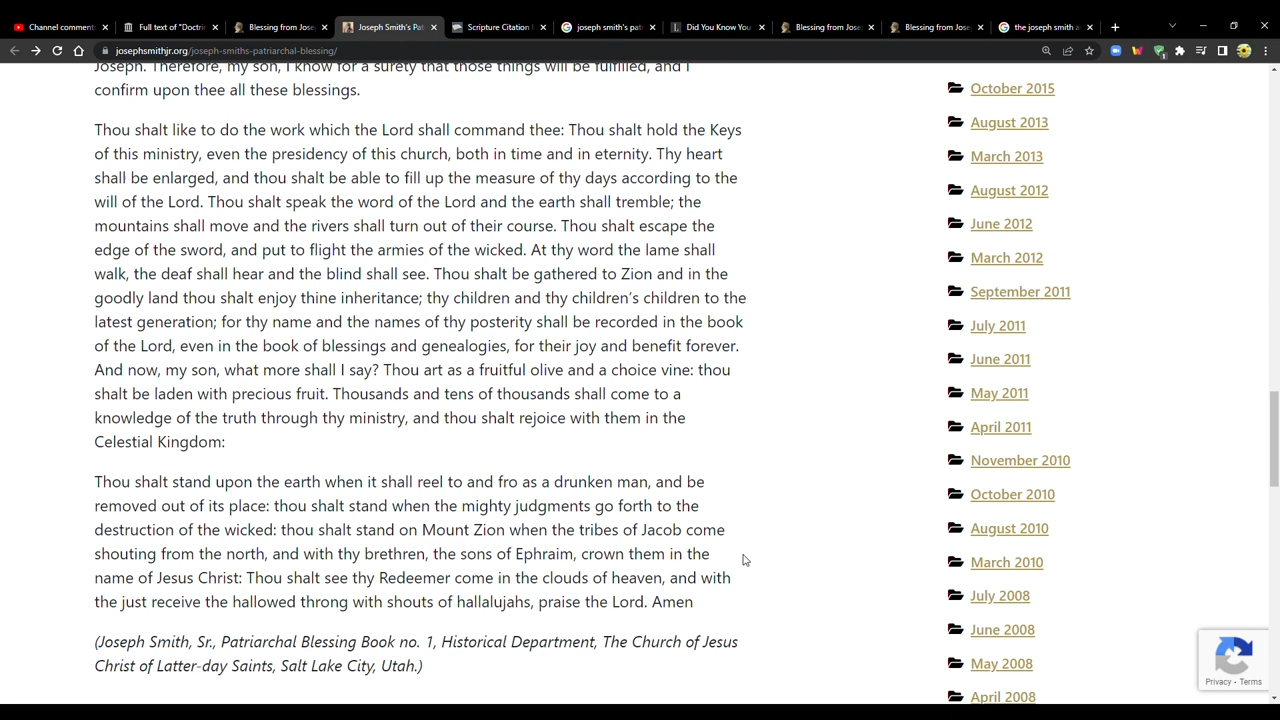 Channel comment:
Full text of "Doctri
Blessing from Jose
Joseph Smith's Pat
Scripture Citation I
joseph smith's pat
Did You Know You
Blessing from Jose
Blessing from Jose
the joseph smith
josephsmithjr.org/joseph-smiths-patriarchal-blessing/
Joseph. Therefore, my son, I know for a surety that those things will be fulfilled, and I
confirm upon thee all these blessings.
Thou shalt like to do the work which the Lord shall command thee: Thou shalt hold the Keys
of this ministry, even the presidency of this church, both in time and in eternity. Thy heart
shall be enlarged, and thou shalt be able to fill up the measure of thy days according to the
will of the Lord. Thou shalt speak the word of the Lord and the earth shall tremble; the
mountains shall move and the rivers shall turn out of their course. Thou shalt escape the
edge of the sword, and put to flight the armies of the wicked. At thy word the lame shall
walk, the deaf shall hear and the blind shall see. Thou shalt be gathered to Zion and in the
goodly land thou shalt enjoy thine inheritance; thy children and thy children's children to the
latest generation; for thy name and the names of thy posterity shall be recorded in the book
of the Lord, even in the book of blessings and genealogies, for their joy and benefit forever.
And now, my son, what more shall I say? Thou art as a fruitful olive and a choice vine: thou
shalt be laden with precious fruit. Thousands and tens of thousands shall come to a
knowledge of the truth through thy ministry, and thou shalt rejoice with them in the
Celestial Kingdom:
Thou shalt stand upon the earth when it shall reel to and fro as a drunken man, and be
removed out of its place: thou shalt stand when the mighty judgments go forth to the
destruction of the wicked: thou shalt stand on Mount Zion when the tribes of Jacob come
shouting from the north, and with thy brethren, the sons of Ephraim, crown them in the
name of Jesus Christ: Thou shalt see thy Redeemer come in the clouds of heaven, and with
the just receive the hallowed throng with shouts of hallalujahs, praise the Lord. Amen
(Joseph Smith, Sr., Patriarchal Blessing Book no. 1, Historical Department, The Church of Jesus
Christ of Latter-day Saints, Salt Lake City, Utah.)
October 2015
August 2013
March 2013
August 2012
June 2012
March 2012
September 2011
July 2011
June 2011
May 2011
April 2011
November 2010
October 2010
August 2010
March 2010
July 2008
June 2008
May 2008
April 2008
Privacy - Terms